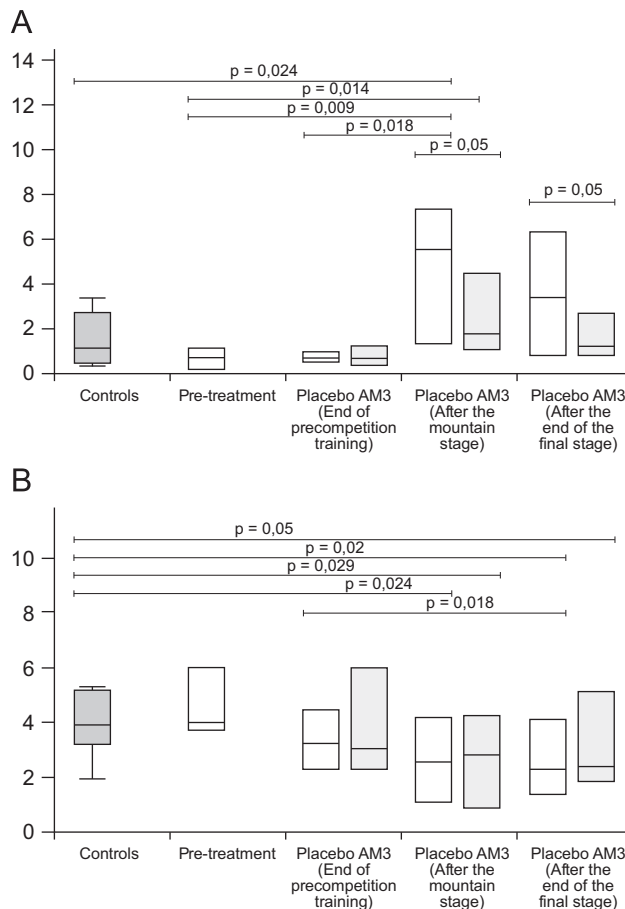 A
14
12
10
8
6
4
2
0
p = 0,024
p = 0,014
p = 0,009
p = 0,018
p = 0,05
p = 0,05
Controls
Pre-treatment
Placebo AM3
(End of
precompetition
training)
Placebo AM3
(After the
mountain
stage)
Placebo AM3
(After the
end of the
final stage)
B
10
8
6
4
2
0
p = 0,05
p = 0,02
p = 0,029
p = 0,024
p = 0,018
Controls
Pre-treatment
Placebo AM3
(End of
precompetition
training)
Placebo AM3
(After the
mountain
stage)
Placebo AM3
(After the
end of the
final stage)